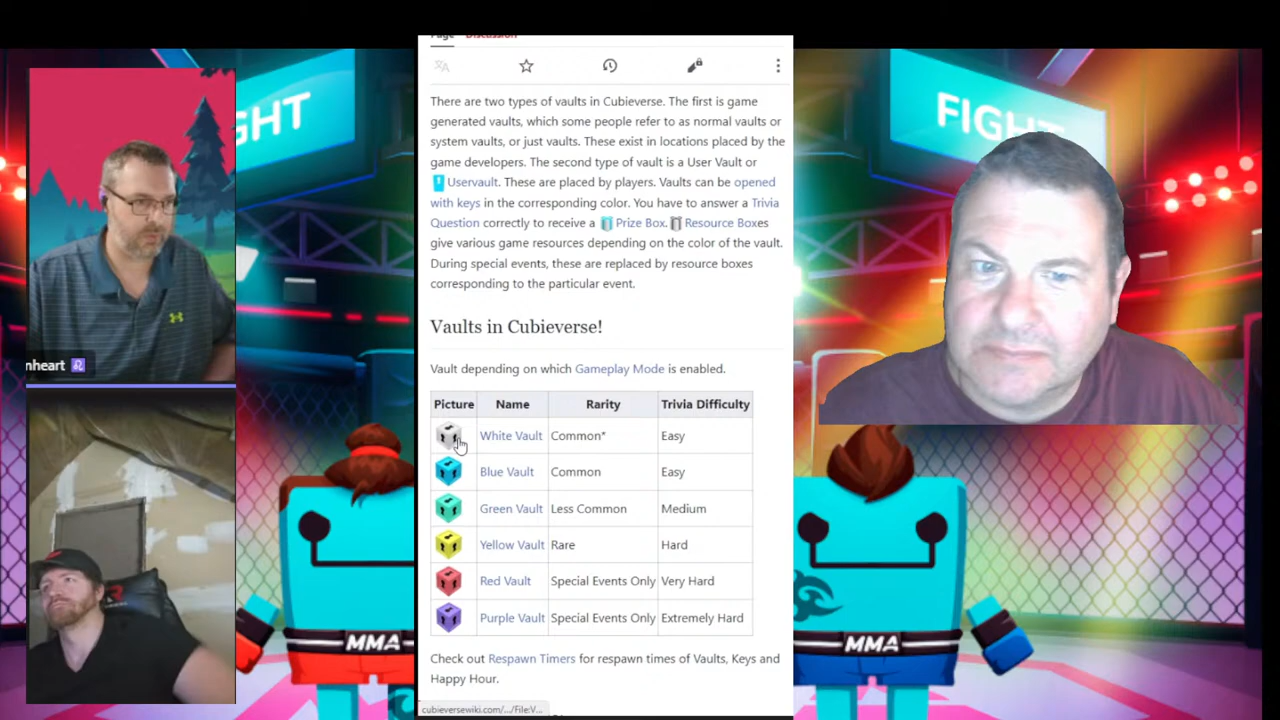 Page Discussion
There are two types of vaults in Cubieverse. The first is game
generated vaults, which some people refer to as normal vaults or
system vaults, or just vaults. These exist in locations placed by the
game developers. The second type of vault is a User Vault or
Uservault. These are placed by players. Vaults can be opened
with keys in the corresponding color. You have to answer a Trivia
Question correctly to receive a Prize Box. Resource Boxes
give various game resources depending on the color of the vault.
During special events, these are replaced by resource boxes
corresponding to the particular event.
Vaults in Cubieverse!
Vault depending on which Gameplay Mode is enabled.
Picture Name Rarity Trivia Difficulty
White Vault Common* Easy
Blue Vault Common Easy
Green Vault Less Common Medium
Yellow Vault Rare Hard
Red Vault Special Events Only Very Hard
Purple Vault Special Events Only Extremely Hard
Check out Respawn Timers for respawn times of Vaults, Keys and
Happy Hour.
cubieversewiki.com/.../File:V...
nheart
GHT
FIGHT
MMA
MMA